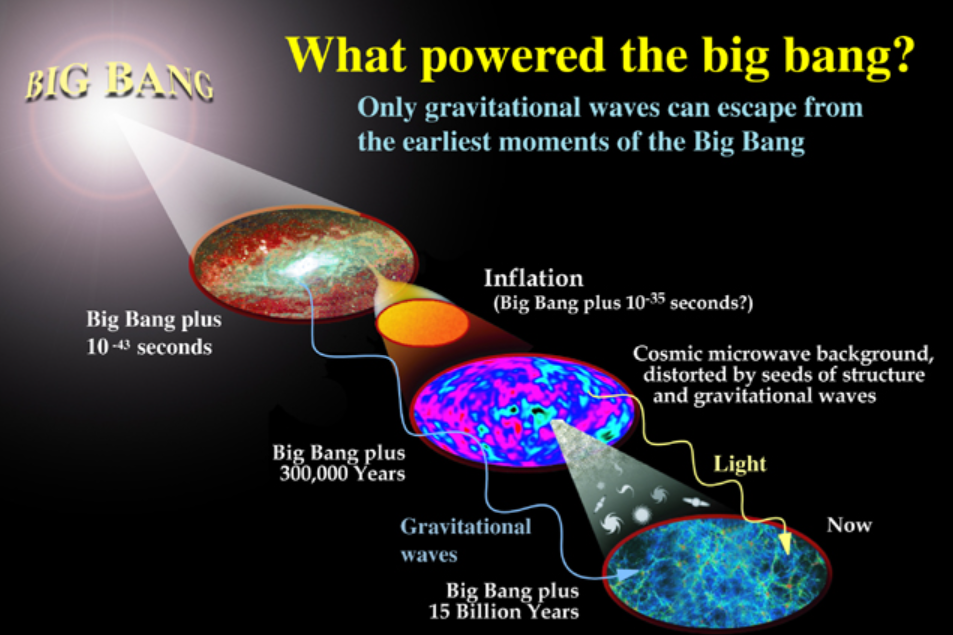 BIG BANG
What powered the big bang?
Only gravitational waves can escape from
the earliest moments of the Big Bang
Inflation
(Big Bang plus 10⁻³⁵ seconds?)
Big Bang plus
10⁻⁴³ seconds
Cosmic microwave background,
distorted by seeds of structure
and gravitational waves
Big Bang plus
300,000 Years
Light
Gravitational
waves
Now
Big Bang plus
15 Billion Years